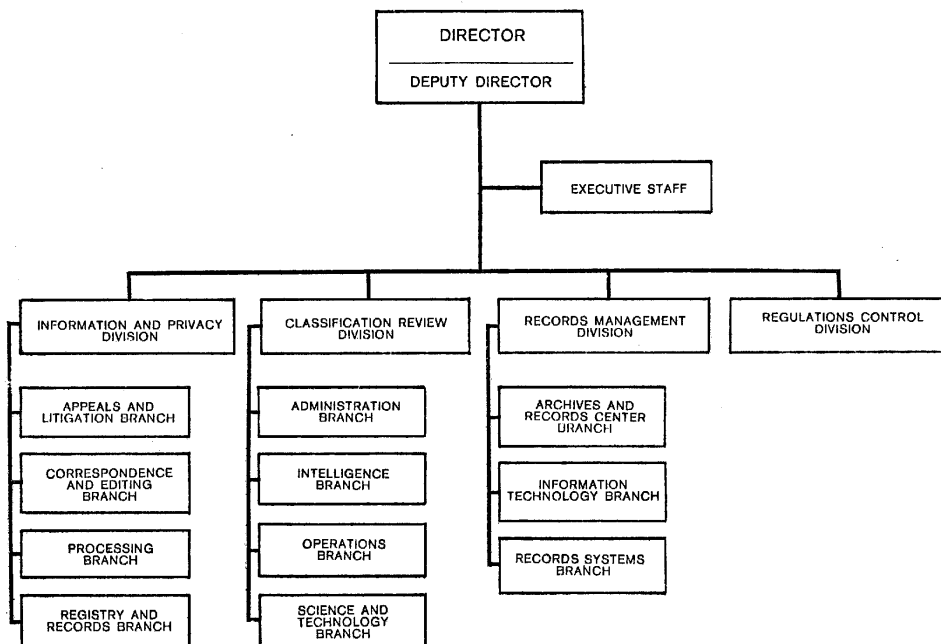 DIRECTOR
DEPUTY DIRECTOR
EXECUTIVE STAFF
INFORMATION AND PRIVACY
DIVISION
APPEALS AND
LITIGATION BRANCH
CORRESPONDENCE
AND EDITING
BRANCH
PROCESSING
BRANCH
REGISTRY AND
RECORDS BRANCH
CLASSIFICATION REVIEW
DIVISION
ADMINISTRATION
BRANCH
INTELLIGENCE
BRANCH
OPERATIONS
BRANCH
SCIENCE AND
TECHNOLOGY
BRANCH
RECORDS MANAGEMENT
DIVISION
ARCHIVES AND
RECORDS CENTER
BRANCH
INFORMATION
TECHNOLOGY BRANCH
RECORDS SYSTEMS
BRANCH
REGULATIONS CONTROL
DIVISION